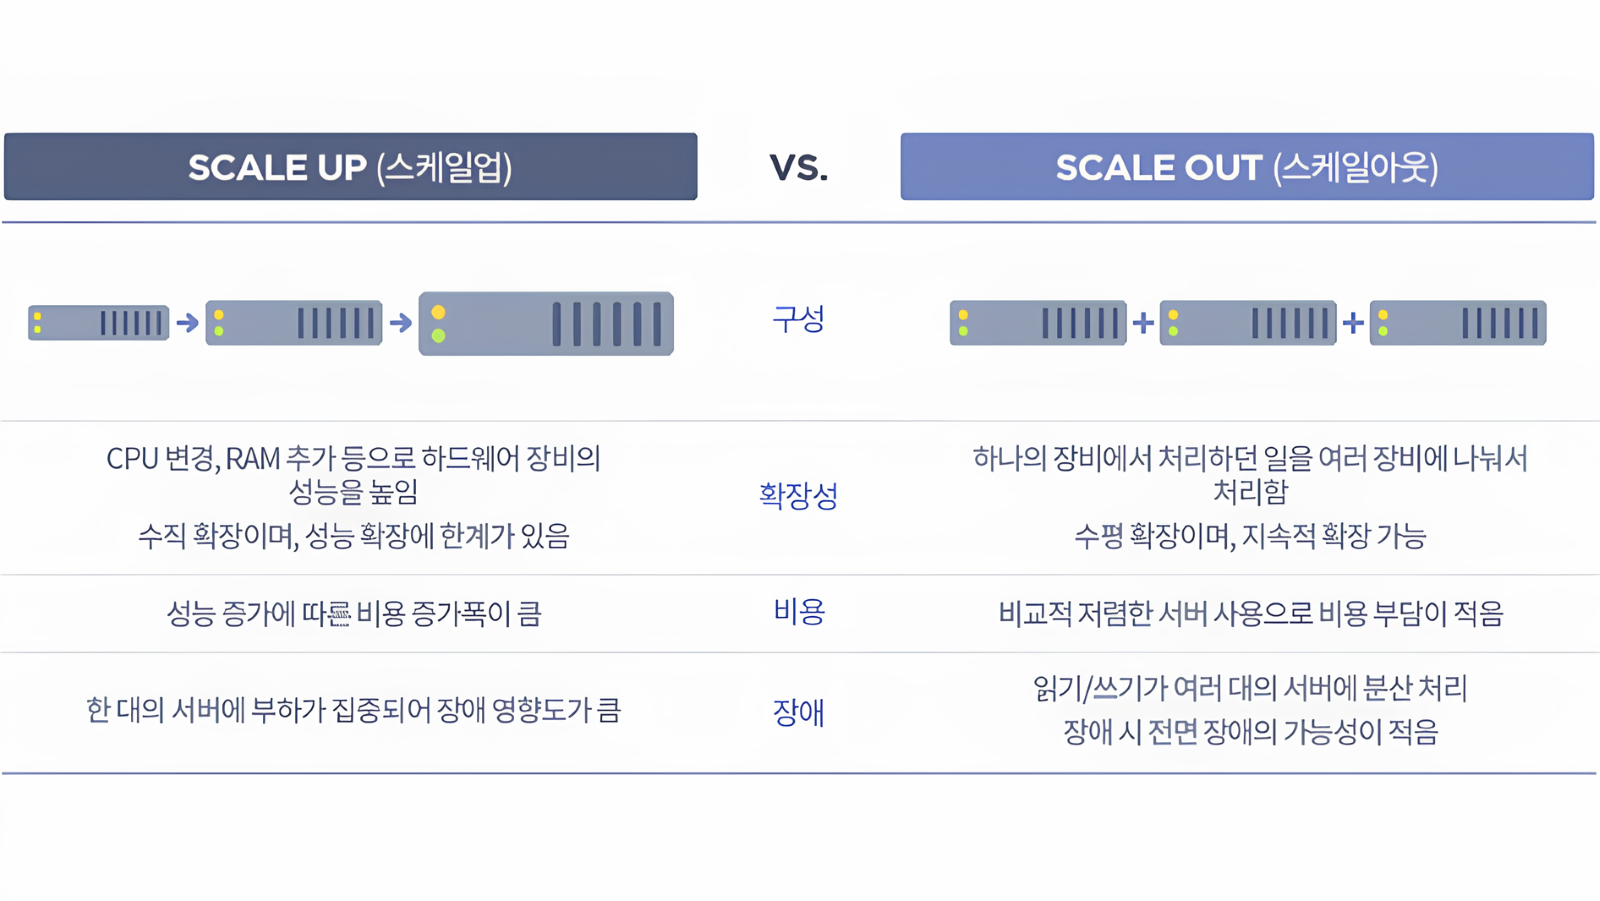 SCALE UP (스케일업)
VS.
SCALE OUT (스케일아웃)
구성
CPU 변경, RAM 추가 등으로 하드웨어 장비의
성능을 높임
수직 확장이며, 성능 확장에 한계가 있음
확장성
하나의 장비에서 처리하던 일을 여러 장비에 나눠서
처리함
수평 확장이며, 지속적 확장 가능
성능 증가에 따른 비용 증가폭이 큼
비용
비교적 저렴한 서버 사용으로 비용 부담이 적음
한 대의 서버에 부하가 집중되어 장애 영향도가 큼
장애
읽기/쓰기가 여러 대의 서버에 분산 처리
장애 시 전면 장애의 가능성이 적음